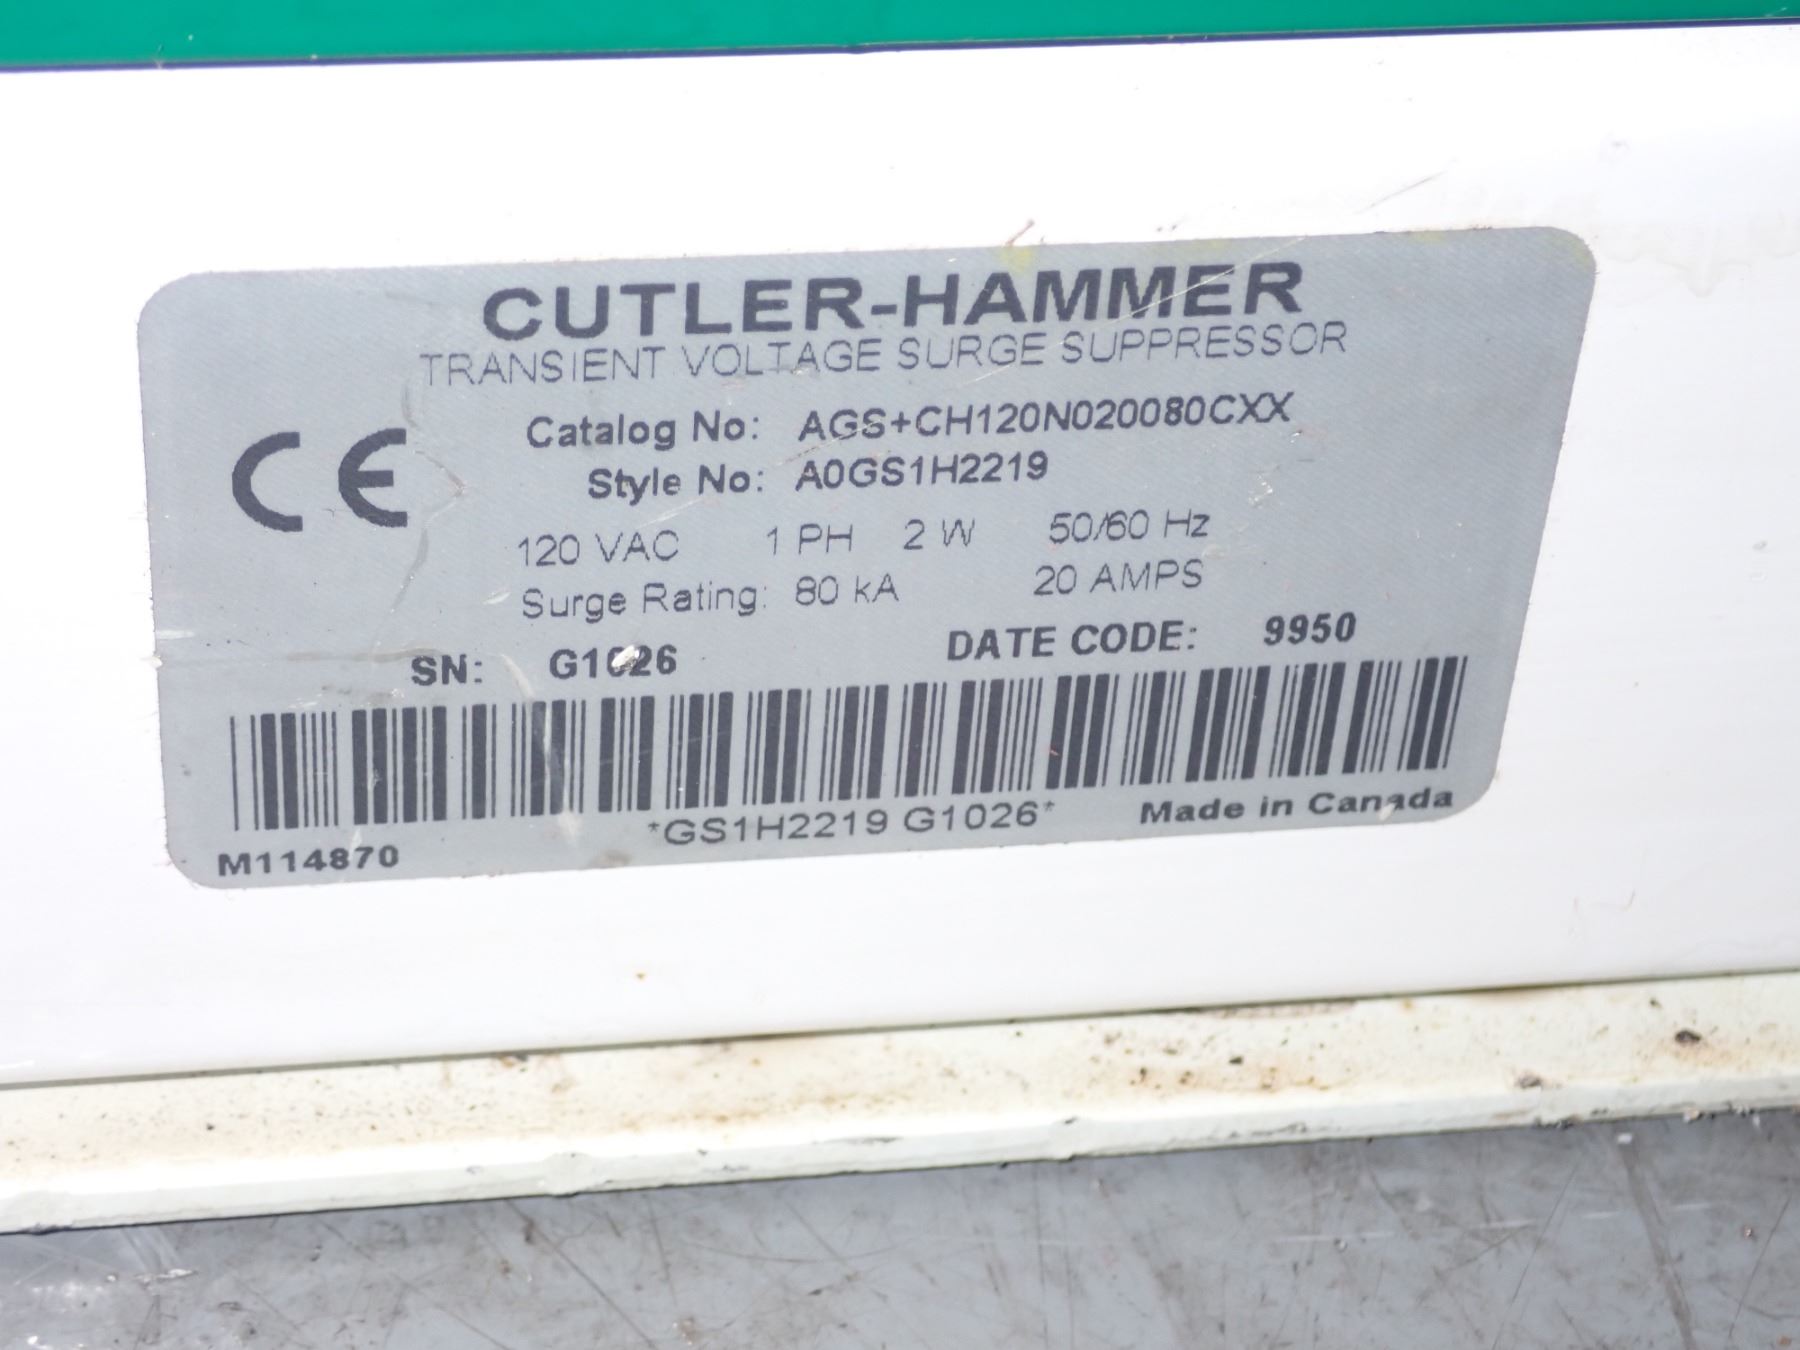 CUTLER-HAMMER
TRANSIENT VOLTAGE SURGE SUPPRESSOR
CE
Catalog No: AGS+CH120N020080CXX
Style No: A0GS1H2219
120 VAC 1 PH 2 W 50/60 Hz
Surge Rating: 80 kA 20 AMPS
SN: G1026 DATE CODE: 9950
*GS1H2219 G1026* Made in Canada
M114870